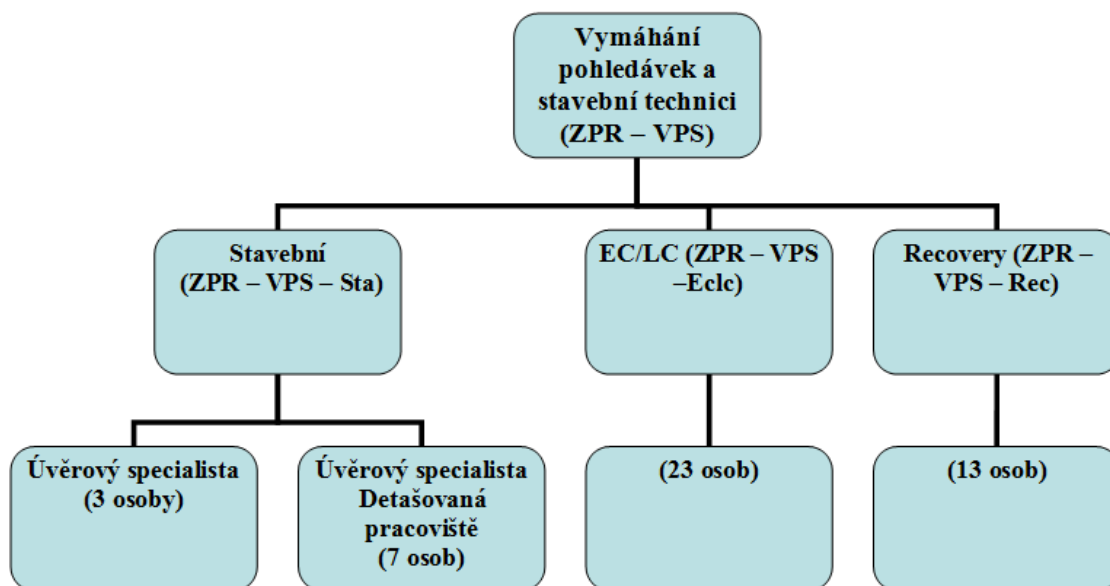 Vymáhání
pohledávek a
stavební technici
(ZPR – VPS)
Stavební
(ZPR – VPS – Sta)
EC/LC (ZPR – VPS
–Eclc)
Recovery (ZPR –
VPS – Rec)
Úvěrový specialista
(3 osoby)
Úvěrový specialista
Detašovaná
pracoviště
(7 osob)
(23 osob)
(13 osob)